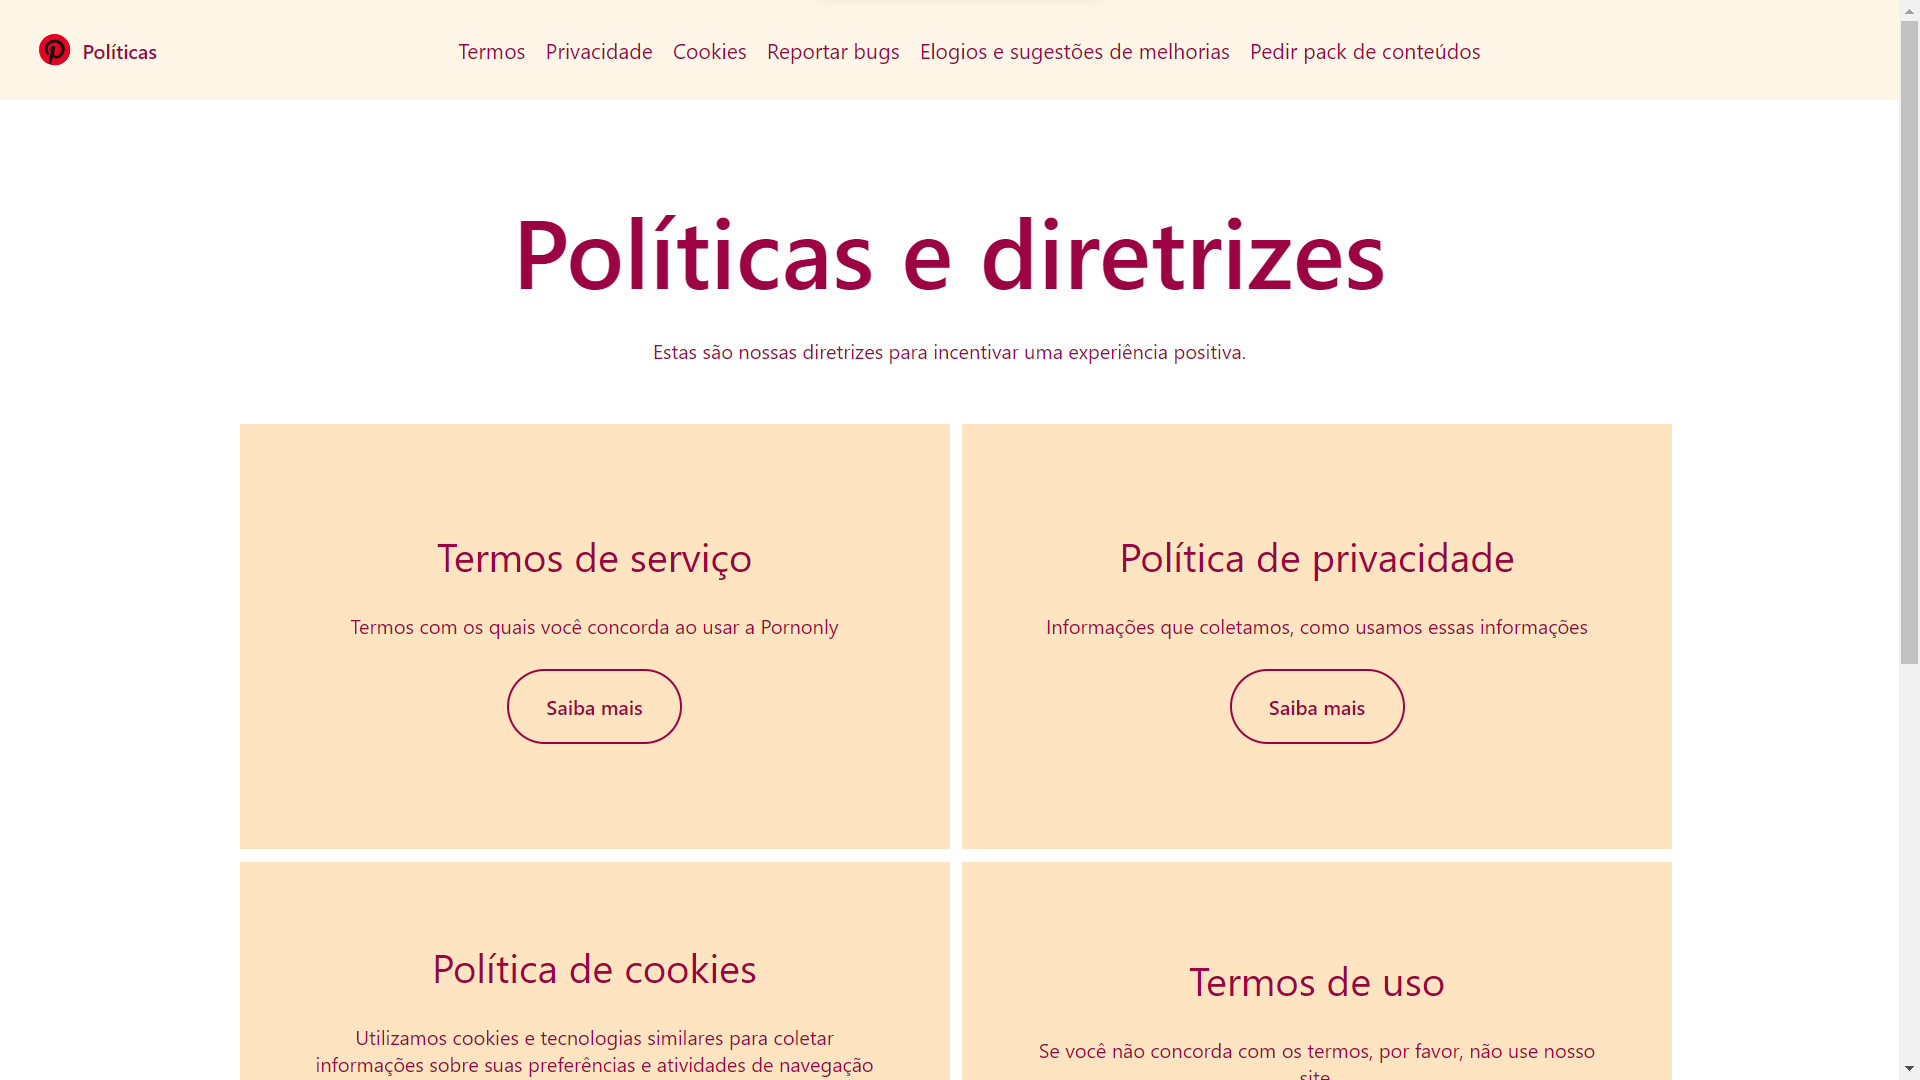 Políticas
Termos Privacidade Cookies Reportar bugs Elogios e sugestões de melhorias Pedir pack de conteúdos
Políticas e diretrizes
Estas são nossas diretrizes para incentivar uma experiência positiva.
Termos de serviço
Termos com os quais você concorda ao usar a Pornonly
Saiba mais
Política de privacidade
Informações que coletamos, como usamos essas informações
Saiba mais
Política de cookies
Utilizamos cookies e tecnologias similares para coletar
informações sobre suas preferências e atividades de navegação
Termos de uso
Se você não concorda com os termos, por favor, não use nosso
site